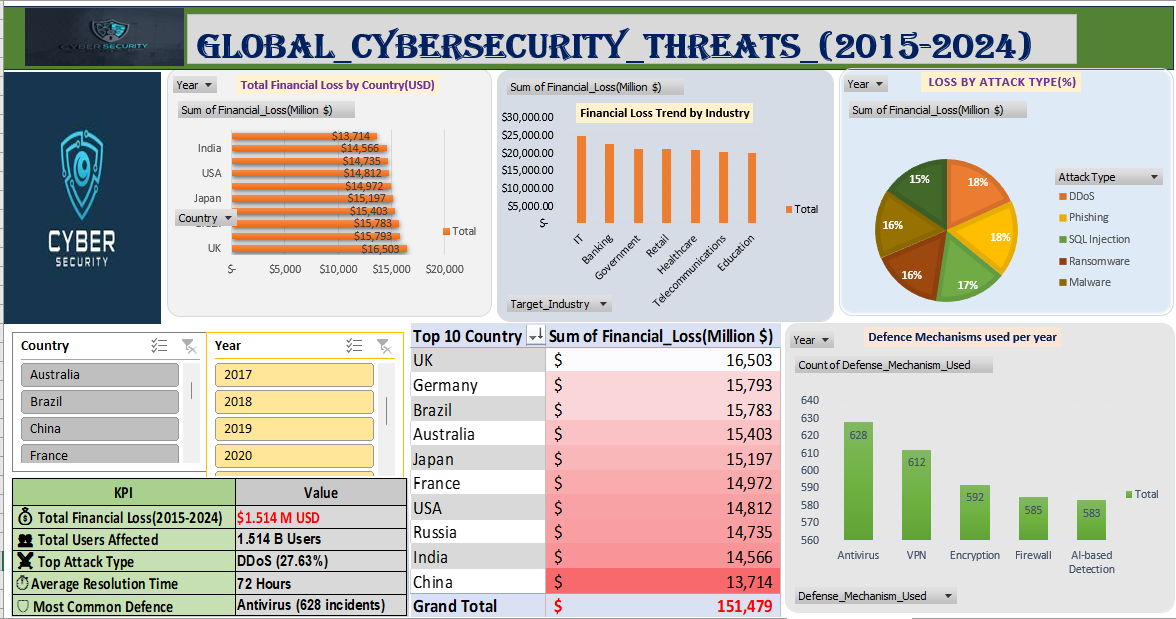 CYBER SECURITY
GLOBAL_CYBERSECURITY_THREATS_(2015-2024)
CYBER
SECURITY
Year
Total Financial Loss by Country(USD)
Sum of Financial_Loss(Million $)
$13,714
India
$14,566
$14,735
USA
$14,812
$14,972
Japan
$15,197
$15,403
Country
$15,783
$15,793
UK
$16,503
Total
$-
$5,000
$10,000
$15,000
$20,000
Sum of Financial_Loss(Million $)
Financial Loss Trend by Industry
$30,000.00
$25,000.00
$20,000.00
$15,000.00
$10,000.00
$5,000.00
$-
IT
Banking
Government
Retail
Healthcare
Telecommunications
Education
Total
Target_Industry
Year
LOSS BY ATTACK TYPE(%)
Sum of Financial_Loss(Million $)
15%
18%
16%
18%
16%
17%
Attack Type
DDoS
Phishing
SQL Injection
Ransomware
Malware
Country
Australia
Brazil
China
France
Year
2017
2018
2019
2020
KPI Value
Total Financial Loss(2015-2024) $1.514 M USD
Total Users Affected 1.514 B Users
Top Attack Type DDoS (27.63%)
Average Resolution Time 72 Hours
Most Common Defence Antivirus (628 incidents)
Top 10 Country Sum of Financial_Loss(Million $)
UK $ 16,503
Germany $ 15,793
Brazil $ 15,783
Australia $ 15,403
Japan $ 15,197
France $ 14,972
USA $ 14,812
Russia $ 14,735
India $ 14,566
China $ 13,714
Grand Total $ 151,479
Year
Defence Mechanisms used per year
Count of Defense_Mechanism_Used
640
630
620
610
600
590
580
570
560
628
612
592
585
583
Antivirus
VPN
Encryption
Firewall
AI-based
Detection
Total
Defense_Mechanism_Used